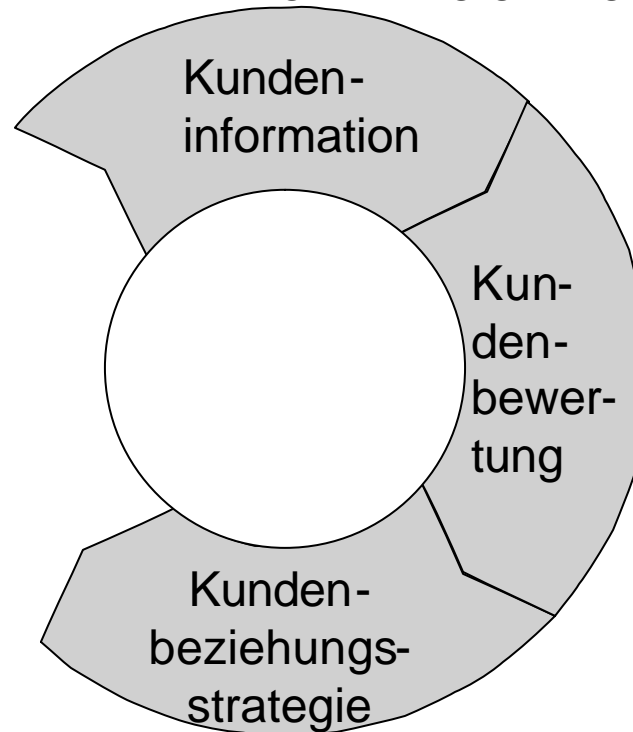 Kunden-
information
Kun-
den-
bewer-
tung
Kunden-
beziehungs-
strategie